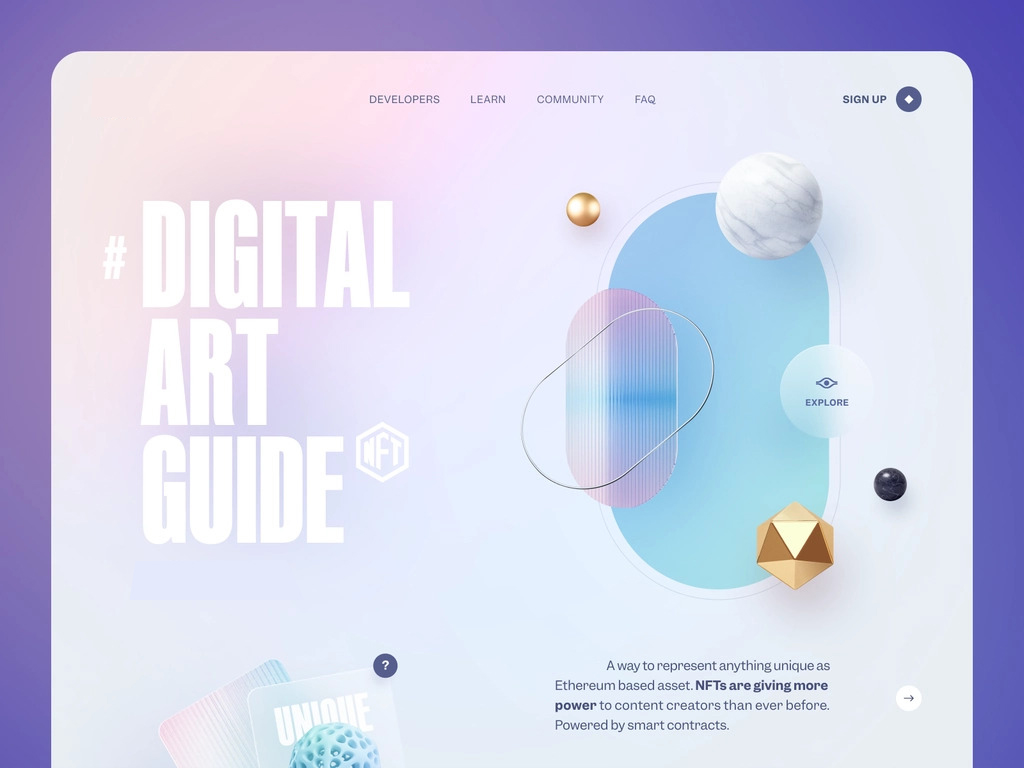 DEVELOPERS LEARN COMMUNITY FAQ
SIGN UP
# DIGITAL
ART
GUIDE
NFT
EXPLORE
?
UNIQUE
A way to represent anything unique as
Ethereum based asset. NFTs are giving more
power to content creators than ever before.
Powered by smart contracts.